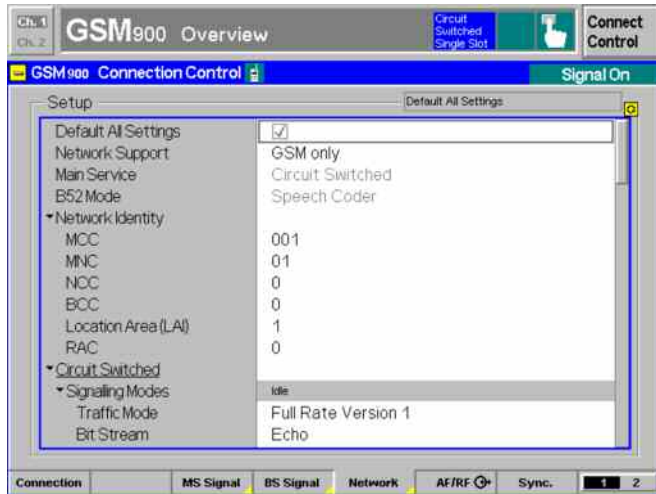 Ch. 1
Ch. 2
GSM900 Overview
Circuit Switched Single Slot
Connect Control
GSM900 Connection Control
Signal On
Setup
Default All Settings
Default All Settings
Network Support GSM only
Main Service Circuit Switched
B52 Mode Speech Coder
Network Identity
MCC 001
MNC 01
NCC 0
BCC 0
Location Area (LAI) 1
RAC 0
Circuit Switched
Signaling Modes Idle
Traffic Mode Full Rate Version 1
Bit Stream Echo
Connection MS Signal BS Signal Network AF/RF Sync. 1 2